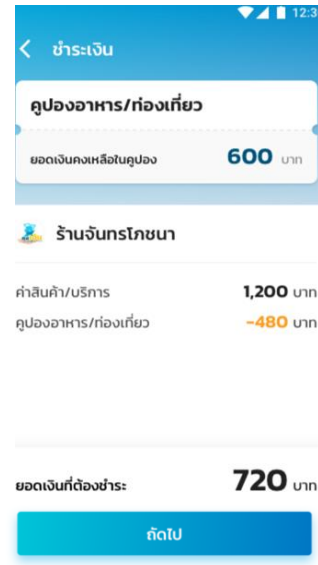 12:3
ชำระเงิน
คูปองอาหาร/ท่องเที่ยว
ยอดเงินคงเหลือในคูปอง 600 บาท
ร้านจันทรโภชนา
ค่าสินค้า/บริการ 1,200 บาท
คูปองอาหาร/ท่องเที่ยว -480 บาท
ยอดเงินที่ต้องชำระ 720 บาท
ถัดไป